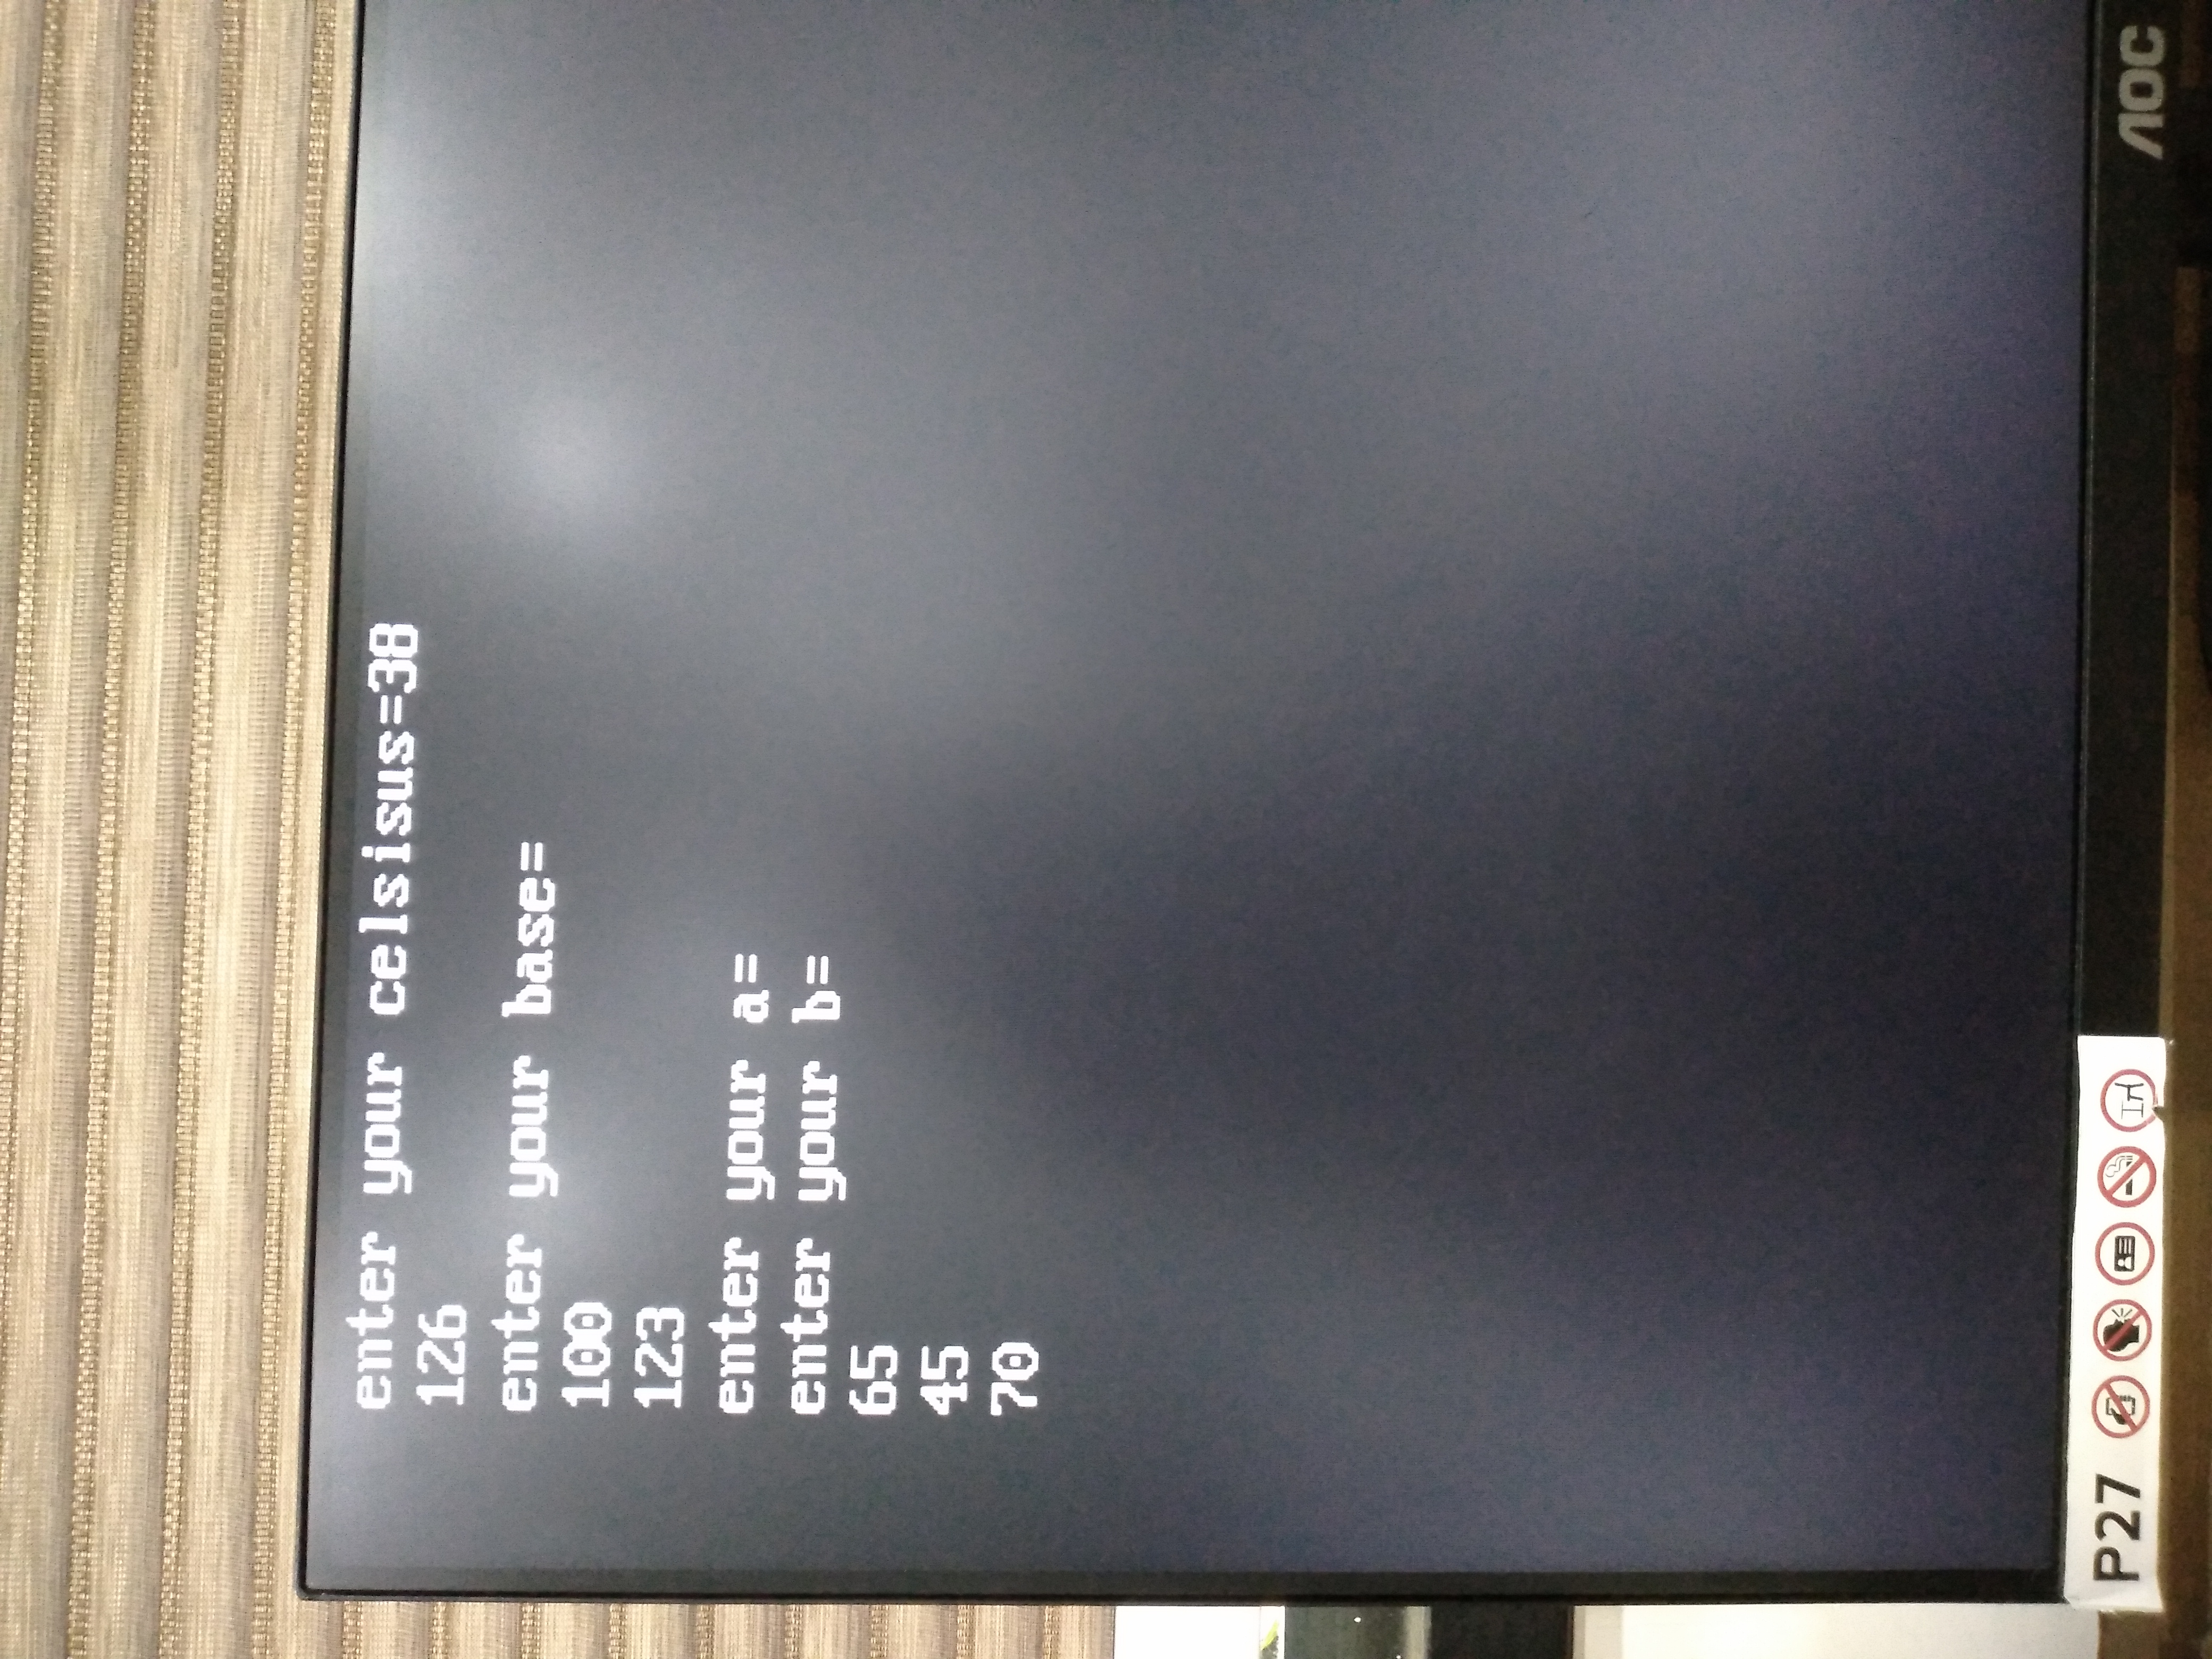 enter your celsisus=38
126
enter your base=
100
123
enter your a=
enter your b=
65
45
70
P27
AOC